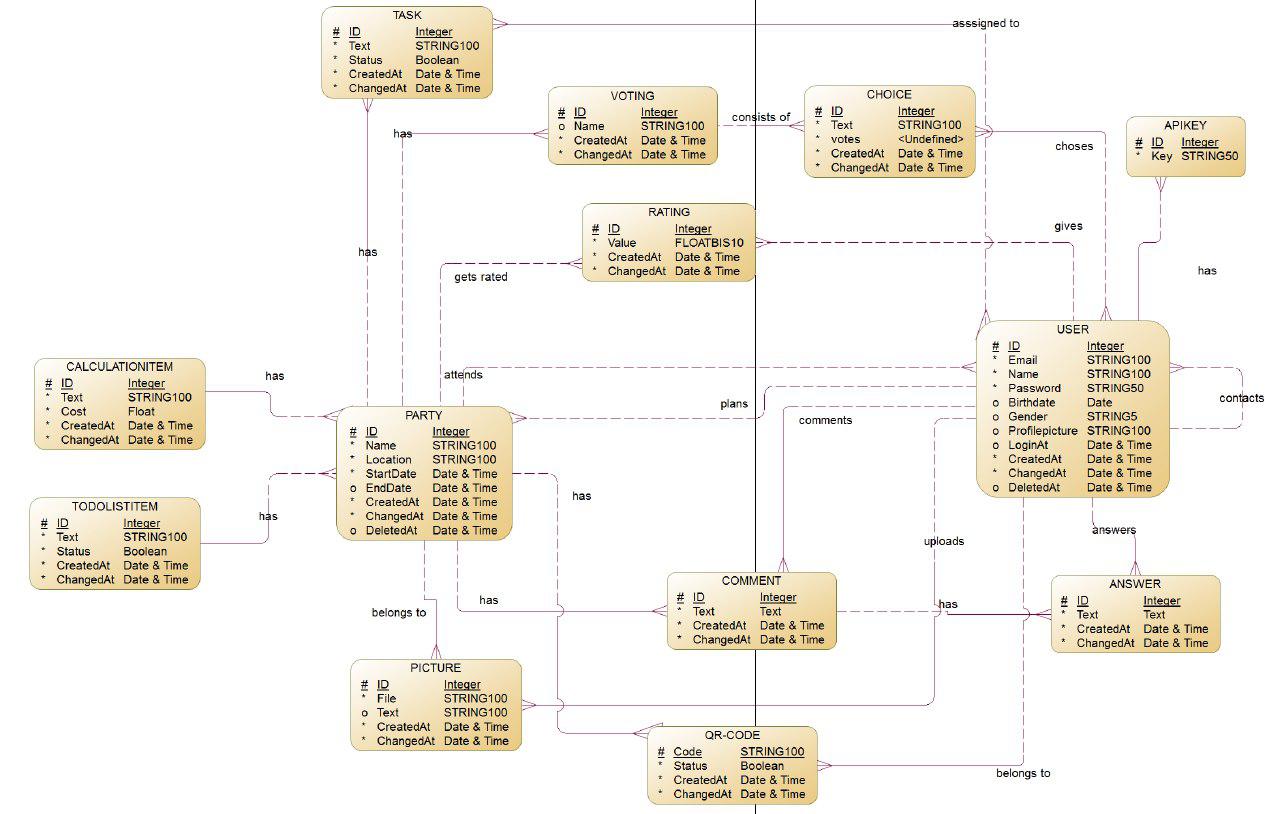 TASK
# ID Integer
* Text STRING100
* Status Boolean
* CreatedAt Date & Time
* ChangedAt Date & Time
asssigned to
VOTING
# ID Integer
o Name STRING100
* CreatedAt Date & Time
* ChangedAt Date & Time
consists of
CHOICE
# ID Integer
* Text STRING100
* votes <Undefined>
* CreatedAt Date & Time
* ChangedAt Date & Time
choses
APIKEY
# ID Integer
* Key STRING50
has
has
RATING
# ID Integer
* Value FLOATBIS10
* CreatedAt Date & Time
* ChangedAt Date & Time
gives
gets rated
has
USER
# ID Integer
* Email STRING100
* Name STRING100
* Password STRING50
o Birthdate Date
o Gender STRING5
o Profilepicture STRING100
o LoginAt Date & Time
* CreatedAt Date & Time
* ChangedAt Date & Time
o DeletedAt Date & Time
contacts
CALCULATIONITEM
# ID Integer
* Text STRING100
* Cost Float
* CreatedAt Date & Time
* ChangedAt Date & Time
has
attends
plans
comments
PARTY
# ID Integer
* Name STRING100
* Location STRING100
* StartDate Date & Time
o EndDate Date & Time
* CreatedAt Date & Time
* ChangedAt Date & Time
o DeletedAt Date & Time
has
TODOLISTITEM
# ID Integer
* Text STRING100
* Status Boolean
* CreatedAt Date & Time
* ChangedAt Date & Time
has
uploads
answers
belongs to
has
COMMENT
# ID Integer
* Text Text
* CreatedAt Date & Time
* ChangedAt Date & Time
has
ANSWER
# ID Integer
* Text Text
* CreatedAt Date & Time
* ChangedAt Date & Time
PICTURE
# ID Integer
* File STRING100
o Text STRING100
* CreatedAt Date & Time
* ChangedAt Date & Time
QR-CODE
# Code STRING100
* Status Boolean
* CreatedAt Date & Time
* ChangedAt Date & Time
belongs to